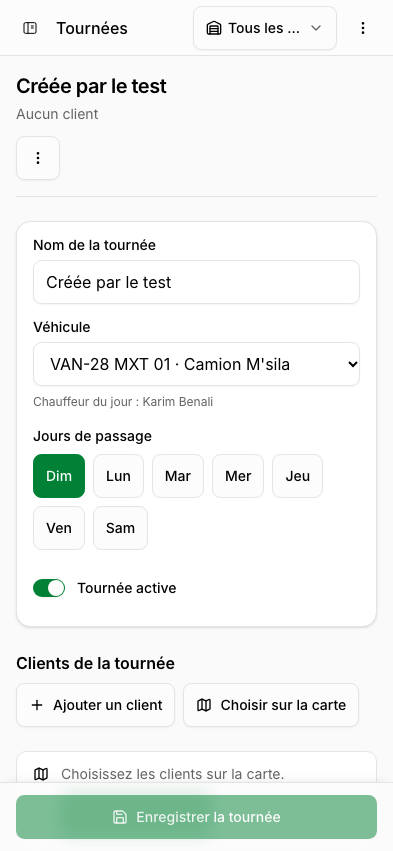 Tournées
Tous les ...
Créée par le test
Aucun client
Nom de la tournée
Créée par le test
Véhicule
VAN-28 MXT 01 · Camion M'sila
Chauffeur du jour : Karim Benali
Jours de passage
Dim Lun Mar Mer Jeu
Ven Sam
Tournée active
Clients de la tournée
Ajouter un client Choisir sur la carte
Choisissez les clients sur la carte.
Enregistrer la tournée